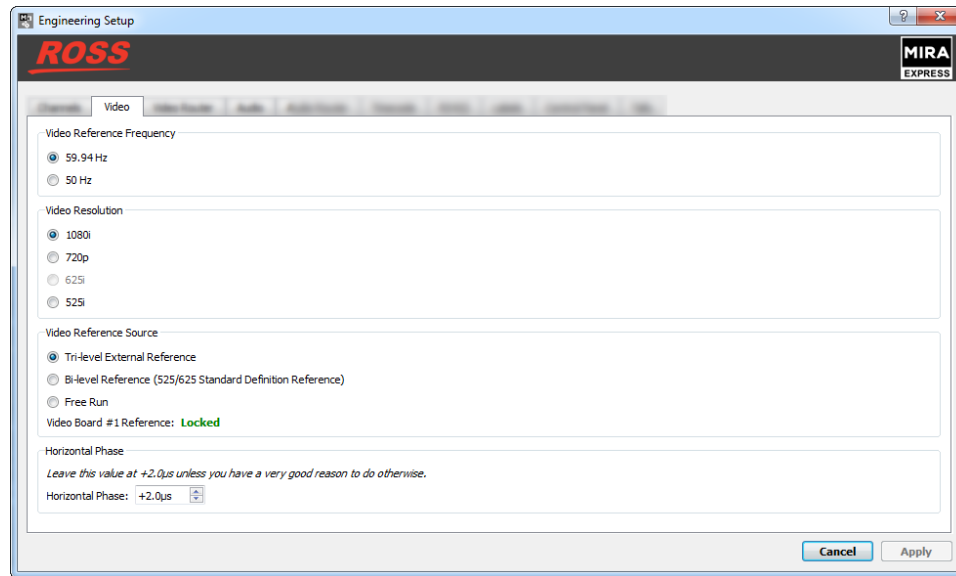 Engineering Setup
ROSS
MIRA
EXPRESS
Video
Video Reference Frequency
59.94 Hz
50 Hz
Video Resolution
1080i
720p
625i
525i
Video Reference Source
Tri-level External Reference
Bi-level Reference (525/625 Standard Definition Reference)
Free Run
Video Board #1 Reference: Locked
Horizontal Phase
Leave this value at +2.0µs unless you have a very good reason to do otherwise.
Horizontal Phase: +2.0µs
Cancel Apply